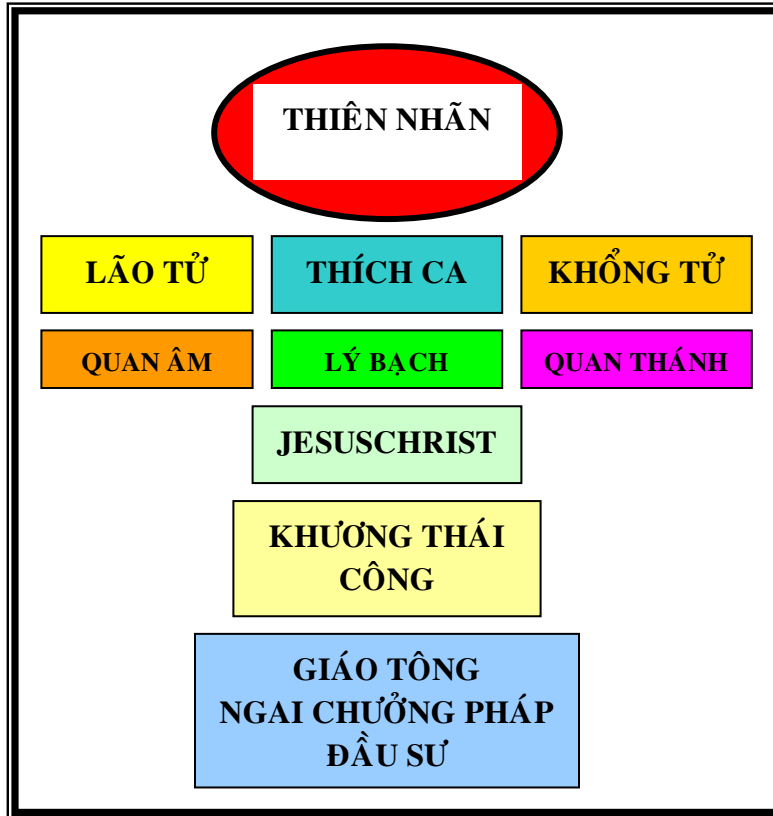 THIÊN NHÃN
LÃO TỬ
THÍCH CA
KHỔNG TỬ
QUAN ÂM
LÝ BẠCH
QUAN THÁNH
JESUSCHRIST
KHƯƠNG THÁI
CÔNG
GIÁO TÔNG
NGAI CHƯỞNG PHÁP
ĐẦU SƯ